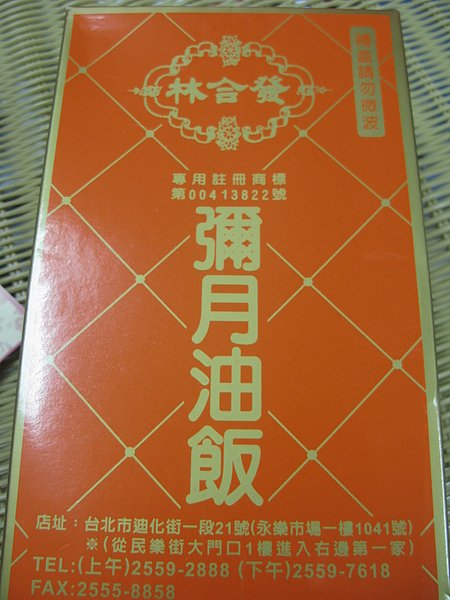 林合發
盒請勿微波
專用註冊商標
第00413822號
彌月油飯
店址：台北市迪化街一段21號(永樂市場一樓1041號)
※(從民樂街大門口1樓進入右邊第一家)
TEL:(上午)2559-2888 (下午)2559-7618
FAX:2555-8858